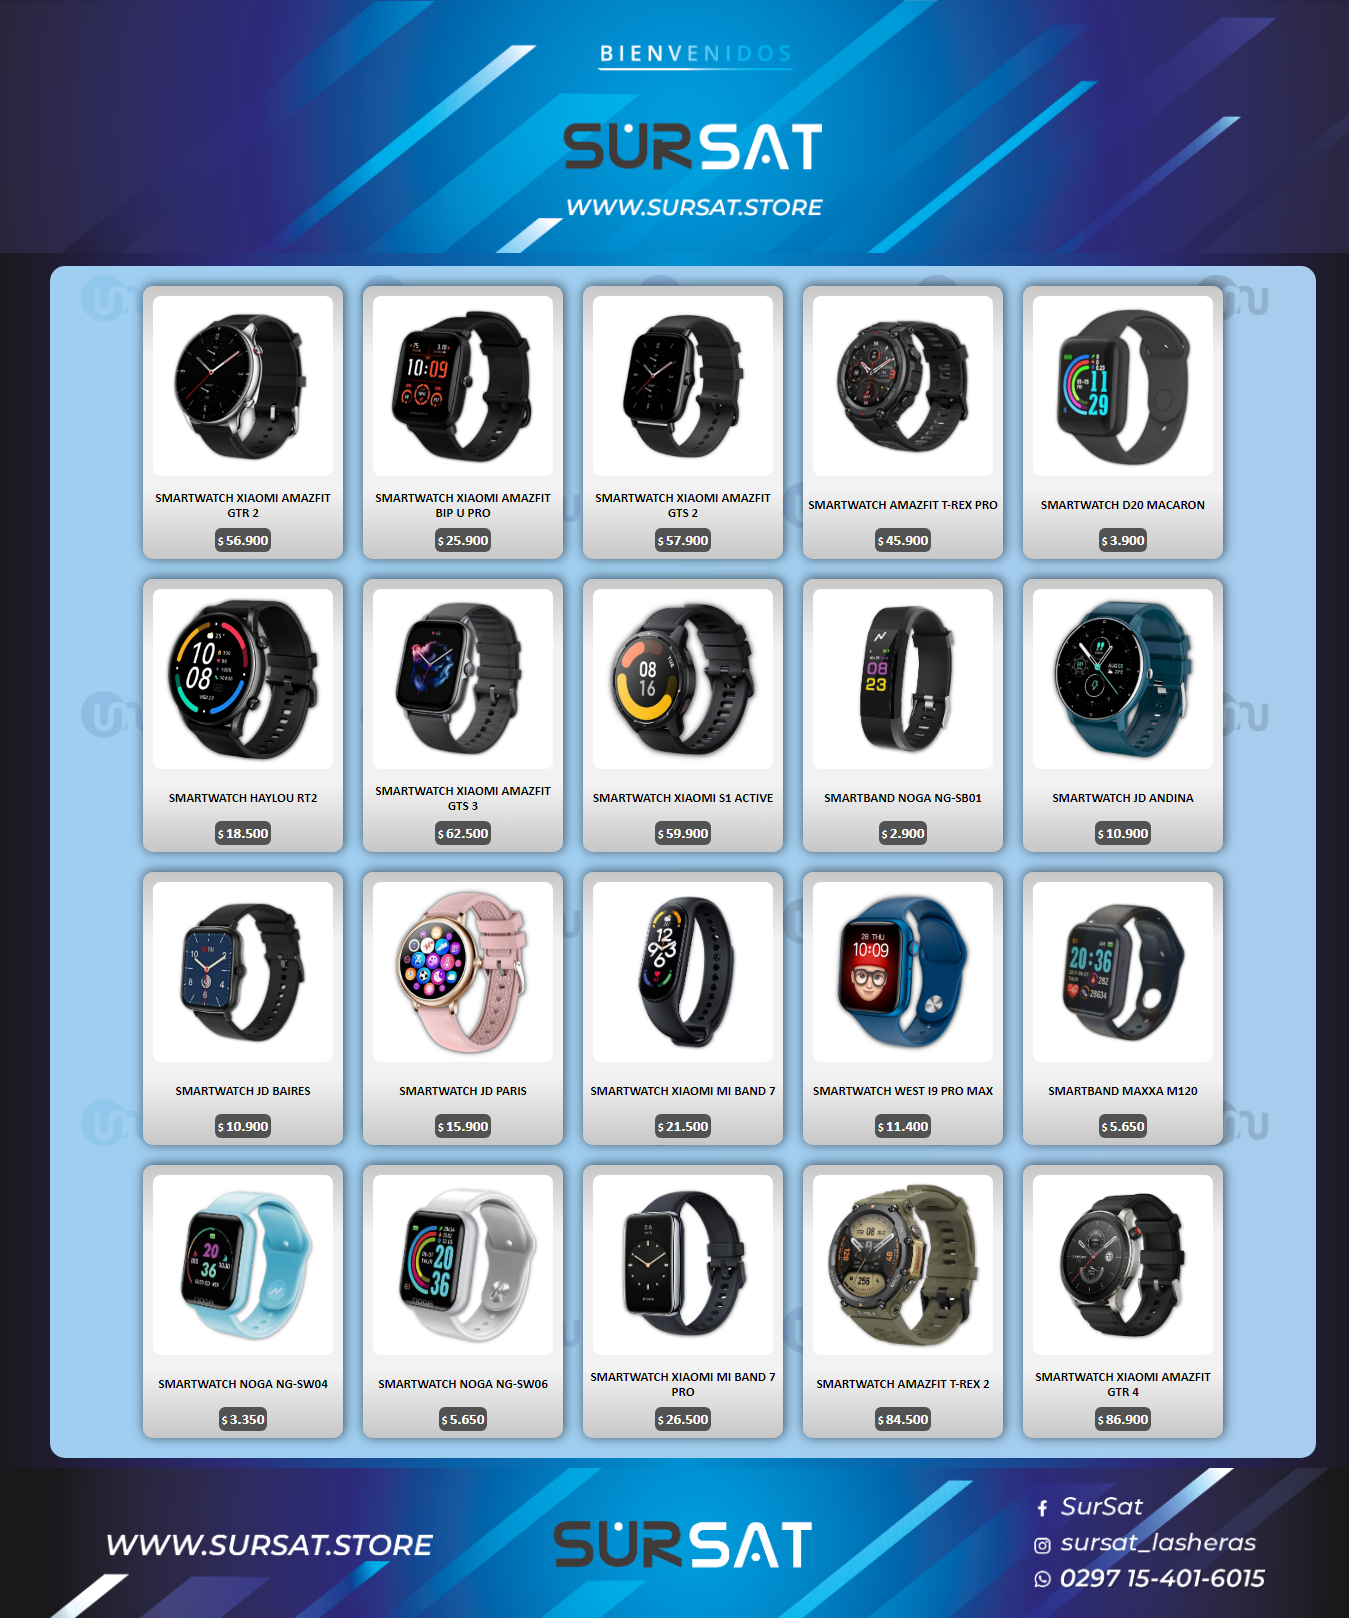 BIENVENIDOS
SURSAT
WWW.SURSAT.STORE
SMARTWATCH XIAOMI AMAZFIT
GTR 2
$ 56.900
SMARTWATCH XIAOMI AMAZFIT
BIP U PRO
$ 25.900
SMARTWATCH XIAOMI AMAZFIT
GTS 2
$ 57.900
SMARTWATCH AMAZFIT T-REX PRO
$ 45.900
SMARTWATCH D20 MACARON
$ 3.900
SMARTWATCH HAYLOU RT2
$ 18.500
SMARTWATCH XIAOMI AMAZFIT
GTS 3
$ 62.500
SMARTWATCH XIAOMI S1 ACTIVE
$ 59.900
SMARTBAND NOGA NG-SB01
$ 2.900
SMARTWATCH JD ANDINA
$ 10.900
SMARTWATCH JD BAIRES
$ 10.900
SMARTWATCH JD PARIS
$ 15.900
SMARTWATCH XIAOMI MI BAND 7
$ 21.500
SMARTWATCH WEST I9 PRO MAX
$ 11.400
SMARTBAND MAXXA M120
$ 5.650
SMARTWATCH NOGA NG-SW04
$ 3.350
SMARTWATCH NOGA NG-SW06
$ 5.650
SMARTWATCH XIAOMI MI BAND 7
PRO
$ 26.500
SMARTWATCH AMAZFIT T-REX 2
$ 84.500
SMARTWATCH XIAOMI AMAZFIT
GTR 4
$ 86.900
WWW.SURSAT.STORE
SURSAT
SurSat
sursat_lasheras
0297 15-401-6015